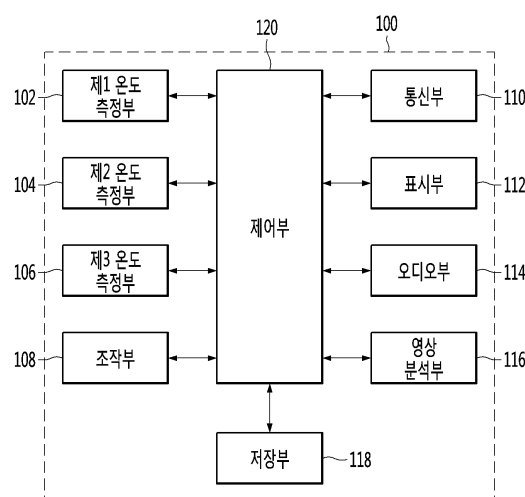 100
120
102
제1 온도
측정부
통신부
110
104
제2 온도
측정부
표시부
112
제어부
106
제3 온도
측정부
오디오부
114
108
조작부
영상
분석부
116
저장부
118